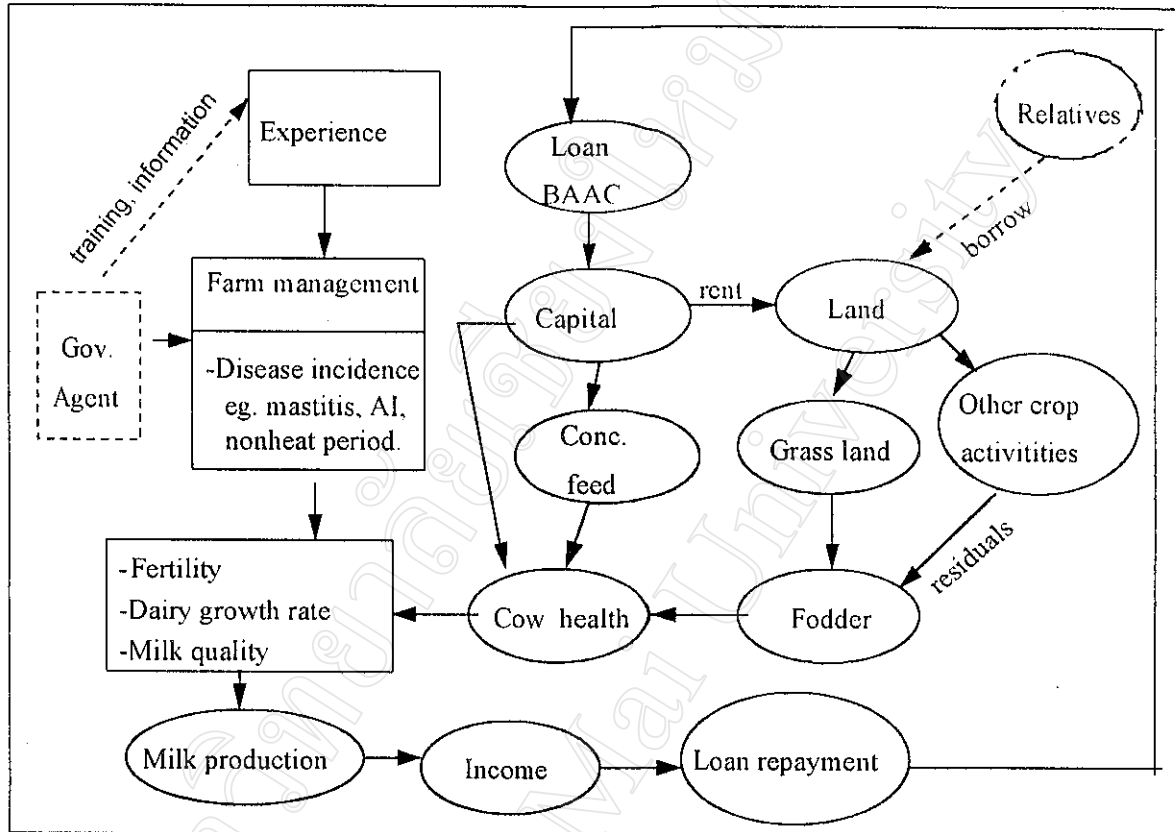 Relatives
training, information
Experience
Loan
BAAC
borrow
Farm management
Capital
rent
Land
Gov.
Agent
-Disease incidence
eg. mastitis, AI,
nonheat period.
Conc.
feed
Grass land
Other crop
activitities
residuals
-Fertility
-Dairy growth rate
-Milk quality
Cow health
Fodder
Milk production
Income
Loan repayment
Mai University